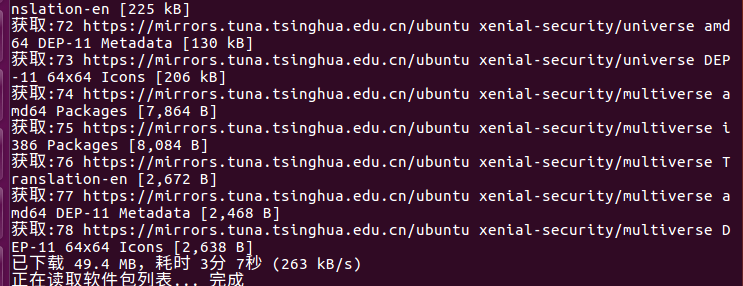 nslation-en [225 kB]
获取:72 https://mirrors.tuna.tsinghua.edu.cn/ubuntu xenial-security/universe amd
64 DEP-11 Metadata [130 kB]
获取:73 https://mirrors.tuna.tsinghua.edu.cn/ubuntu xenial-security/universe DEP
-11 64x64 Icons [206 kB]
获取:74 https://mirrors.tuna.tsinghua.edu.cn/ubuntu xenial-security/multiverse a
md64 Packages [7,864 B]
获取:75 https://mirrors.tuna.tsinghua.edu.cn/ubuntu xenial-security/multiverse i
386 Packages [8,084 B]
获取:76 https://mirrors.tuna.tsinghua.edu.cn/ubuntu xenial-security/multiverse T
ranslation-en [2,672 B]
获取:77 https://mirrors.tuna.tsinghua.edu.cn/ubuntu xenial-security/multiverse a
md64 DEP-11 Metadata [2,468 B]
获取:78 https://mirrors.tuna.tsinghua.edu.cn/ubuntu xenial-security/multiverse D
EP-11 64x64 Icons [2,638 B]
已下载 49.4 MB，耗时 3分 7秒 (263 kB/s)
正在读取软件包列表... 完成